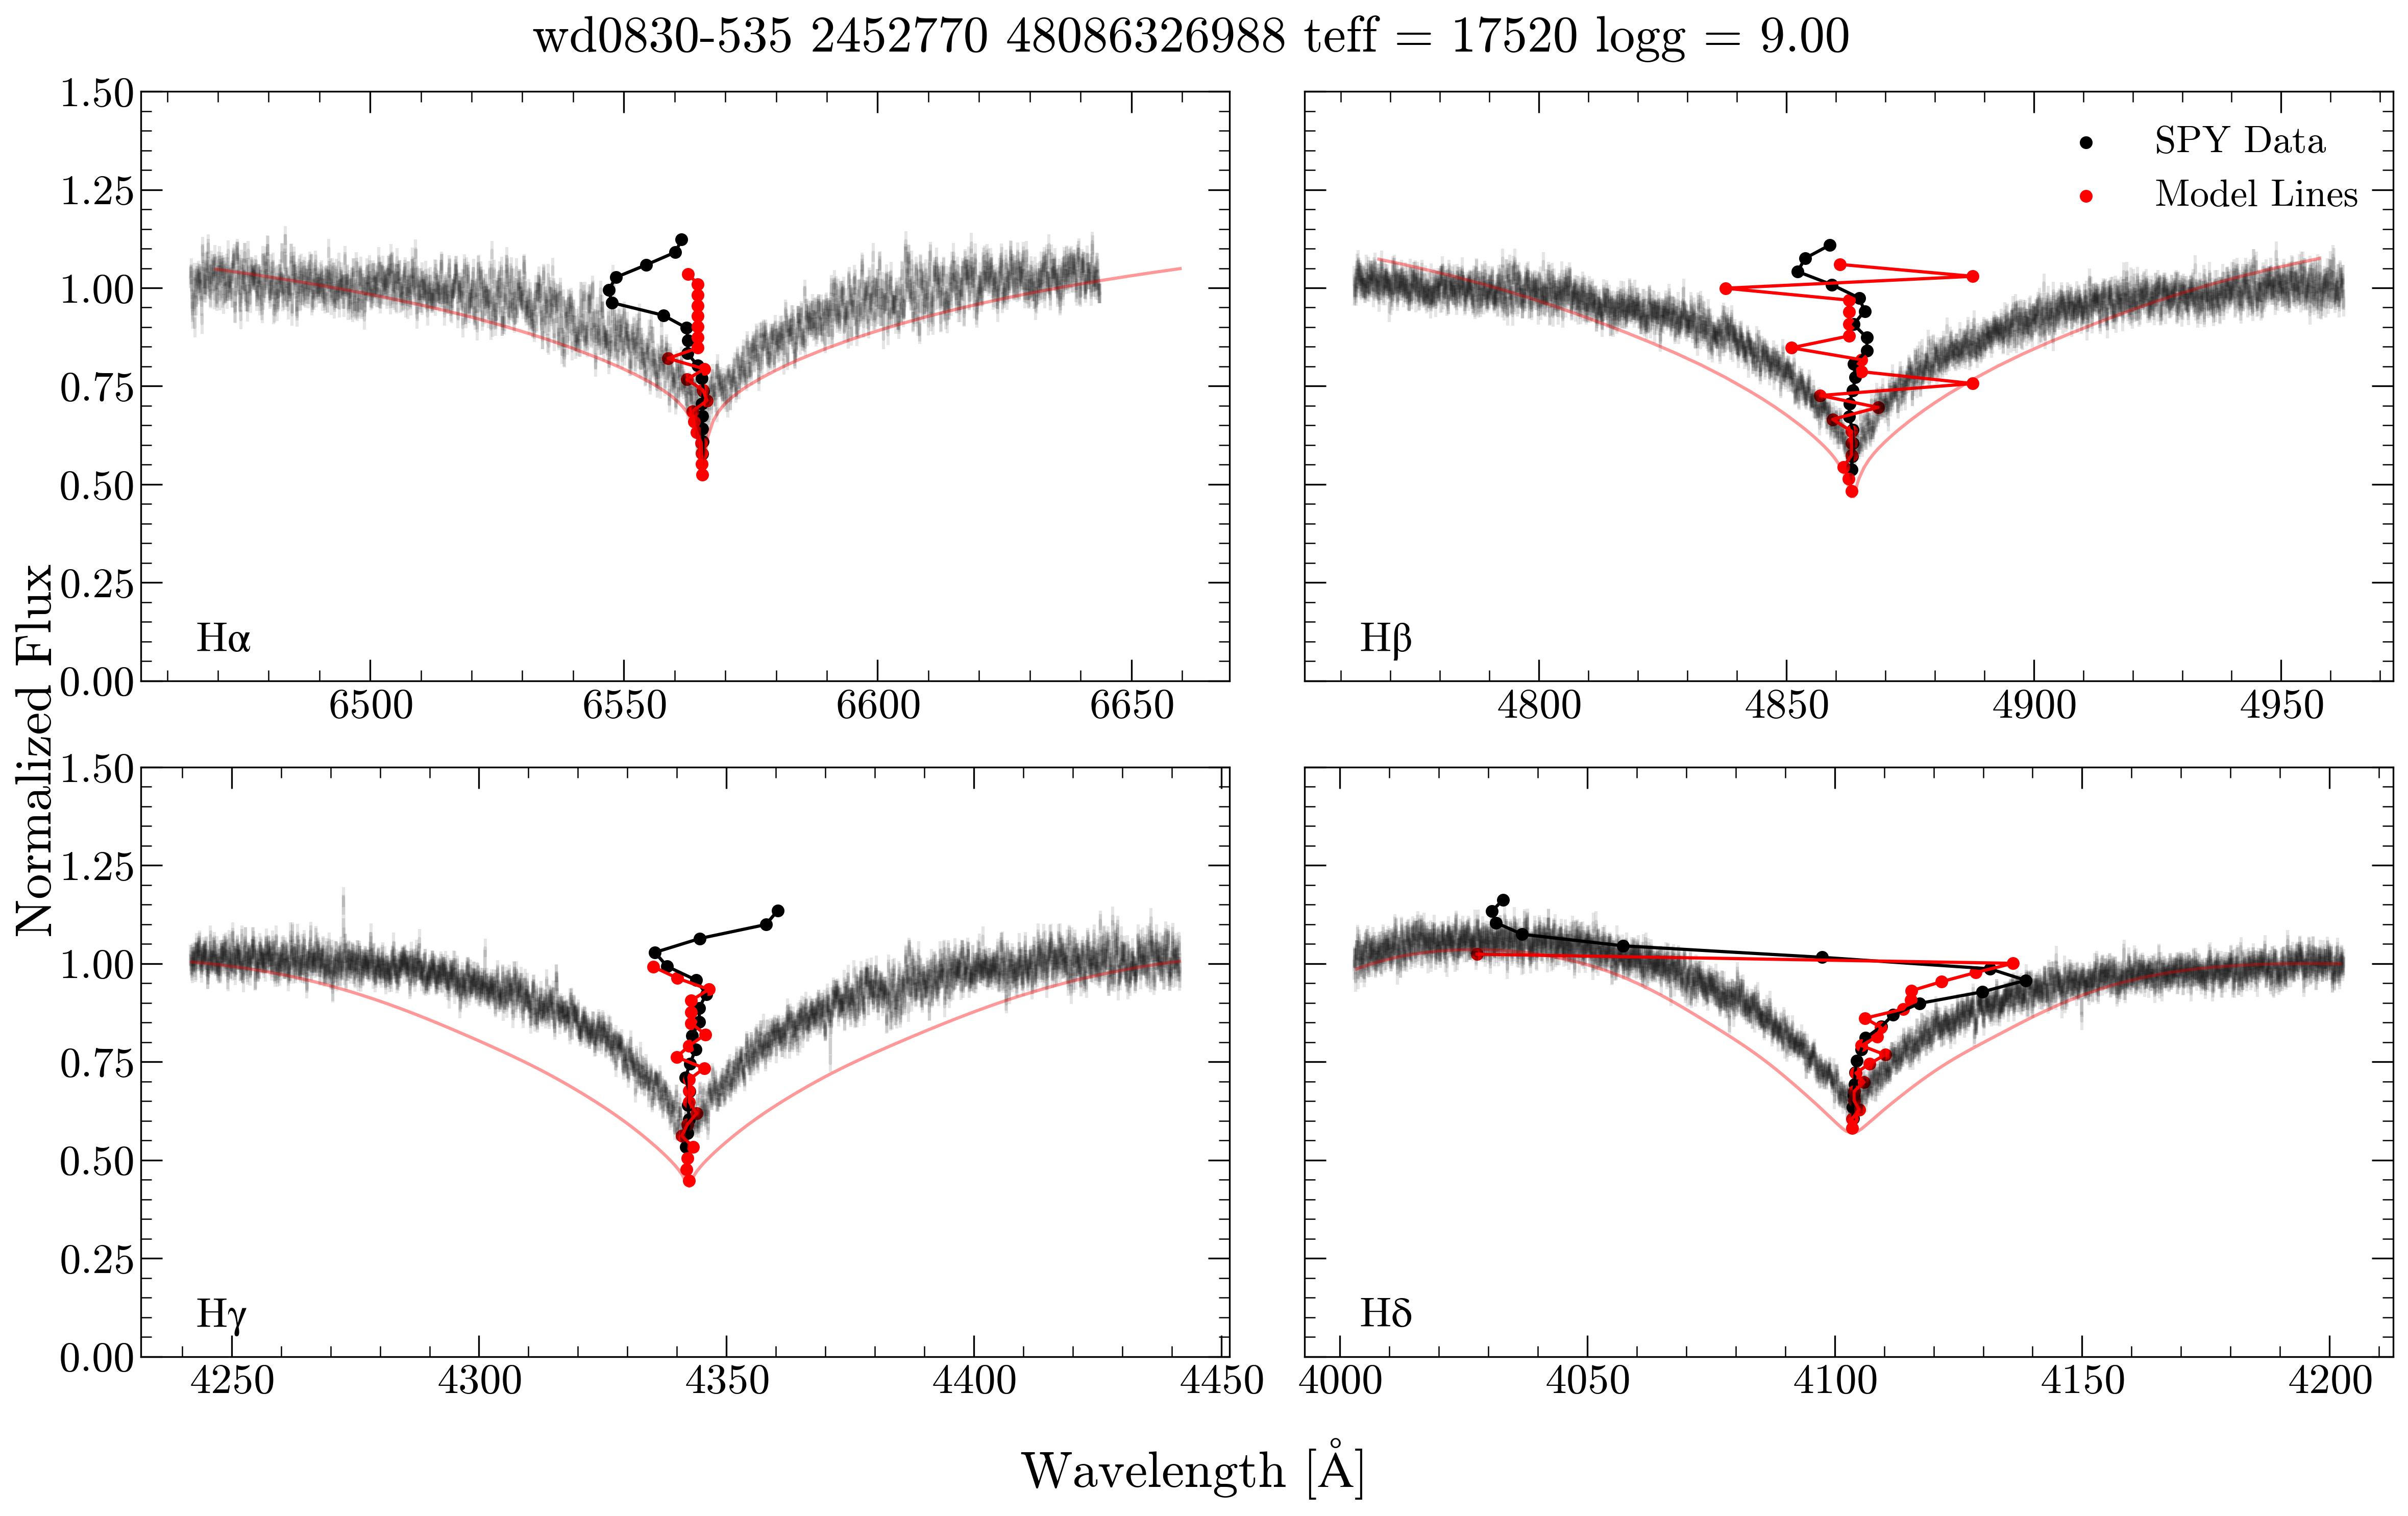 wd0830-535 2452770 48086326988 teff = 17520 logg = 9.00
Normalized Flux
1.50
1.25
1.00
0.75
0.50
0.25
0.00
Hα
6500 6550 6600 6650
SPY Data
Model Lines
Hβ
4800 4850 4900 4950
1.50
1.25
1.00
0.75
0.50
0.25
0.00
Hγ
4250 4300 4350 4400 4450
Hδ
4000 4050 4100 4150 4200
Wavelength [Å]